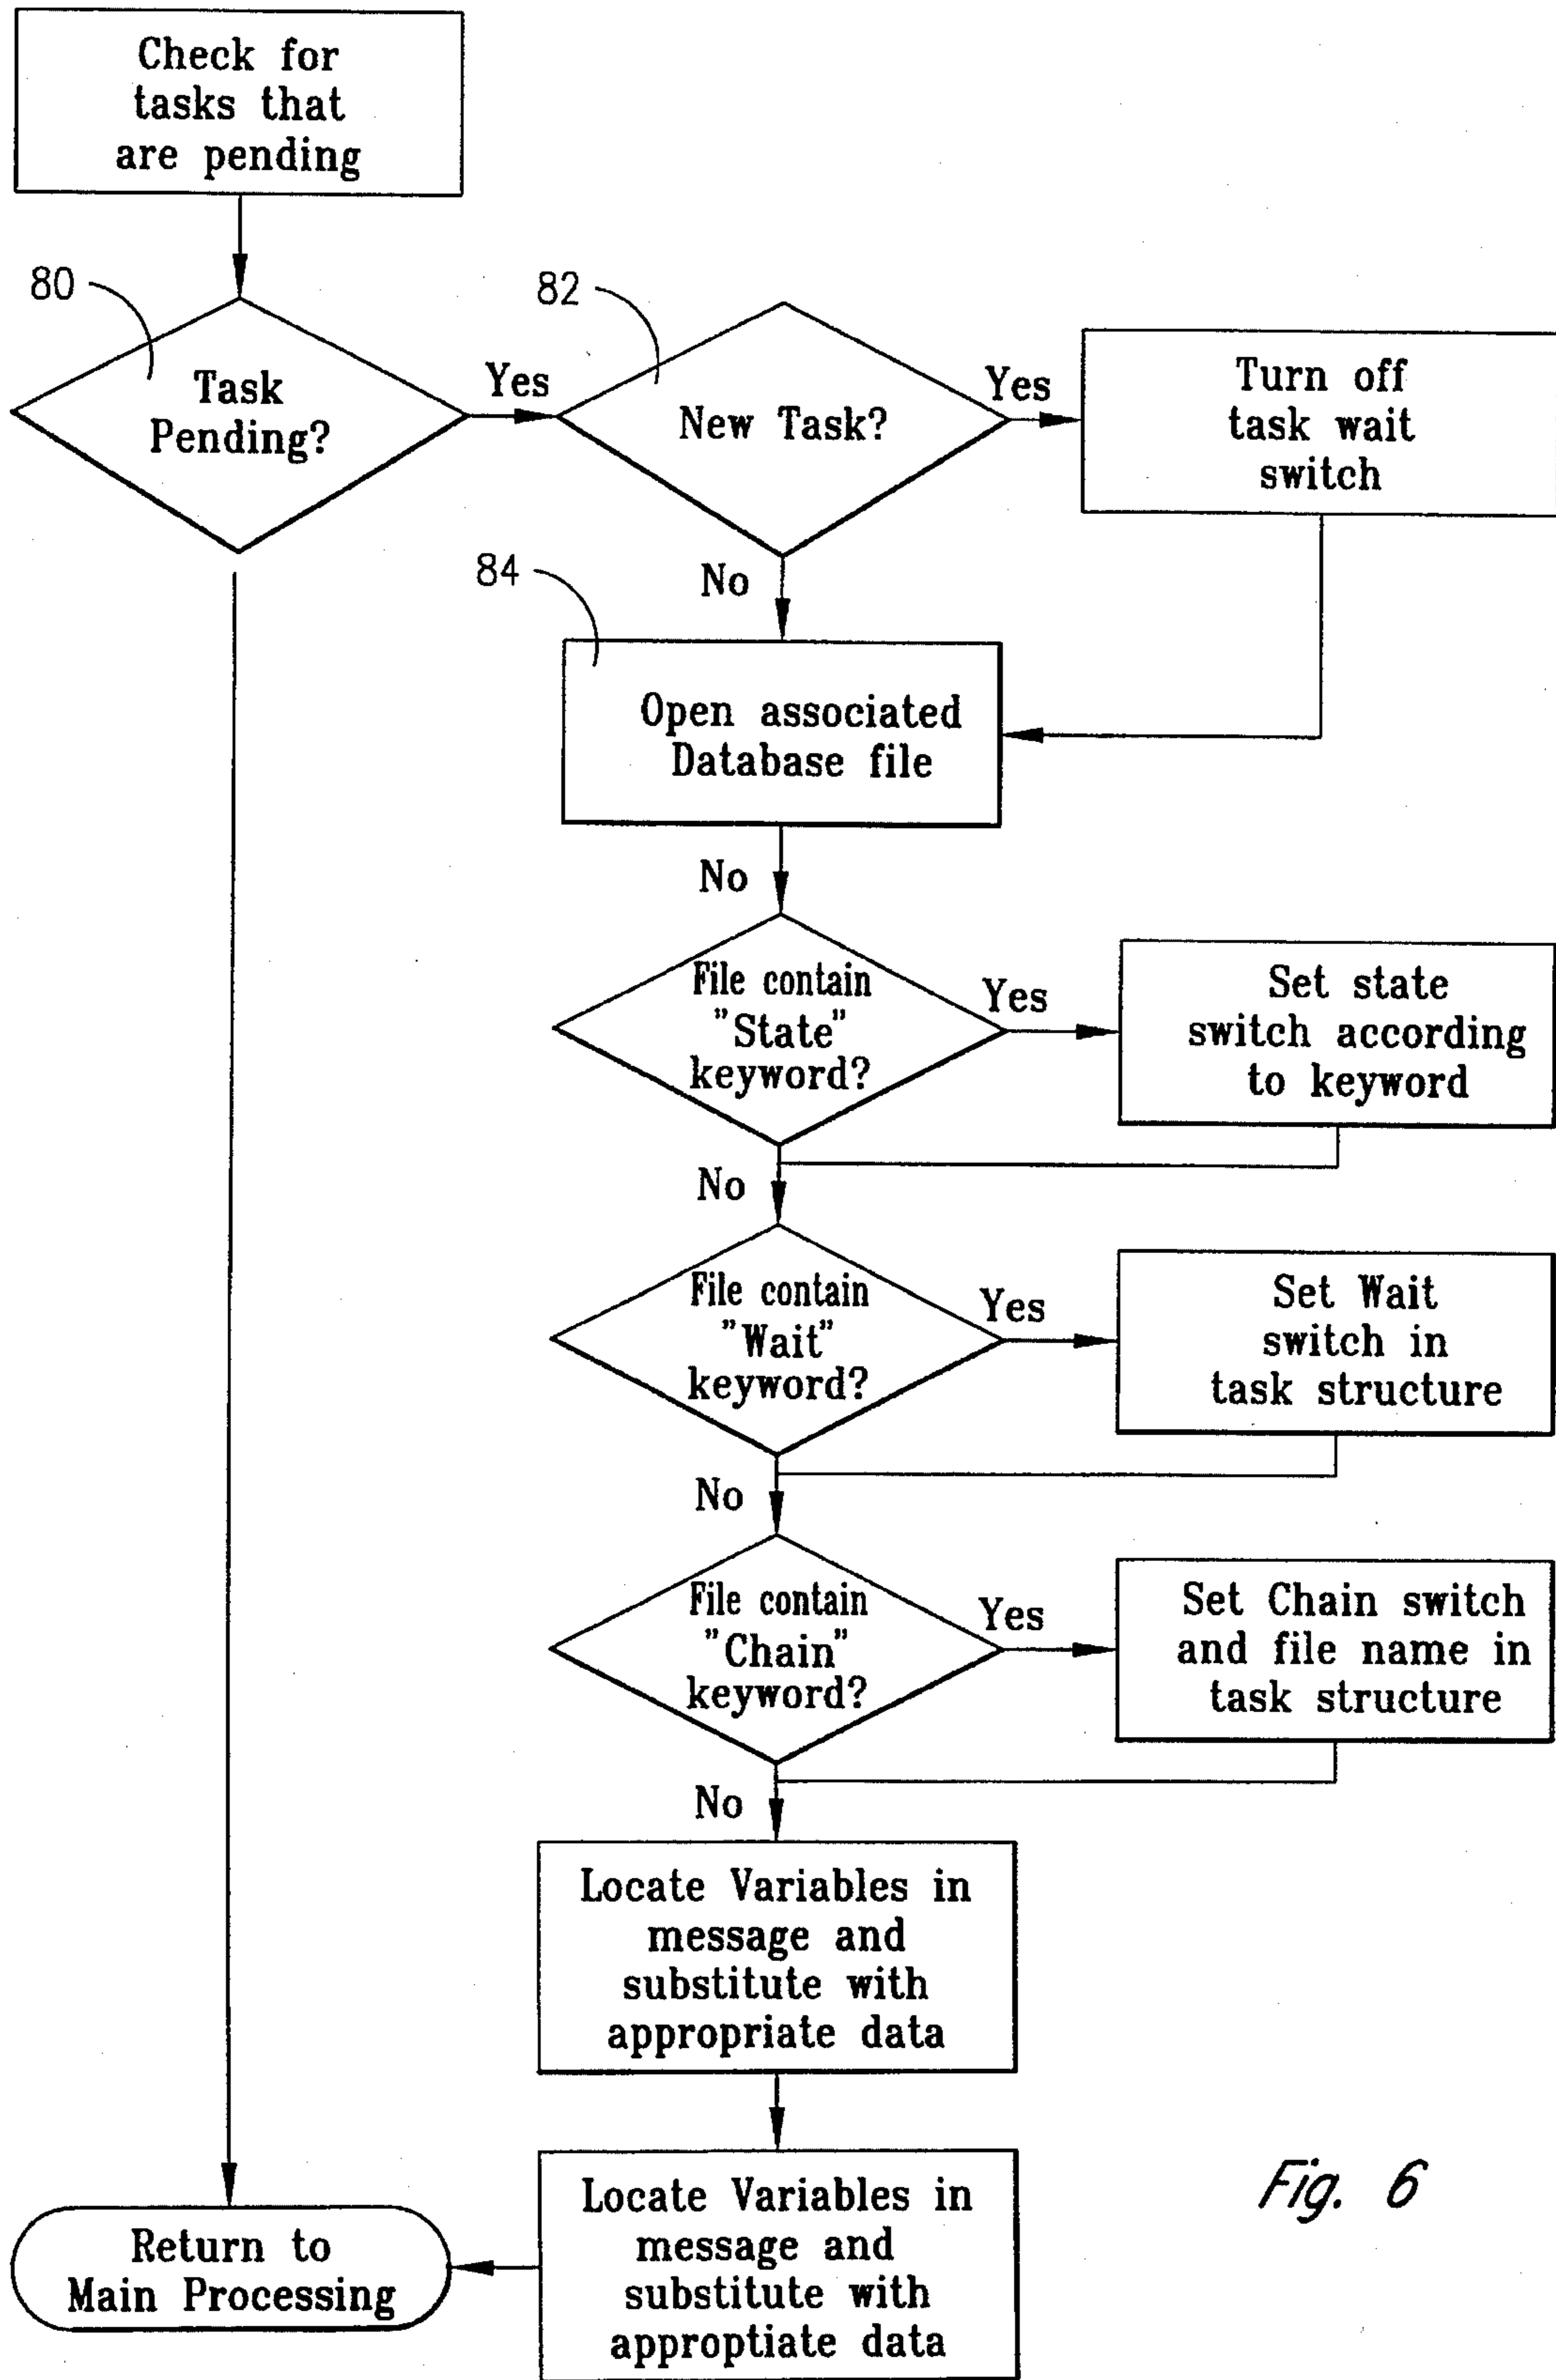 Check for
tasks that
are pending
80
Task
Pending?
Yes
82
New Task?
Yes
Turn off
task wait
switch
No
84
Open associated
Database file
No
File contain
"State"
keyword?
Yes
Set state
switch according
to keyword
No
File contain
"Wait"
keyword?
Yes
Set Wait
switch in
task structure
No
File contain
"Chain"
keyword?
Yes
Set Chain switch
and file name in
task structure
No
Locate Variables in
message and
substitute with
appropriate data
Locate Variables in
message and
substitute with
approptiate data
Return to
Main Processing
Fig. 6